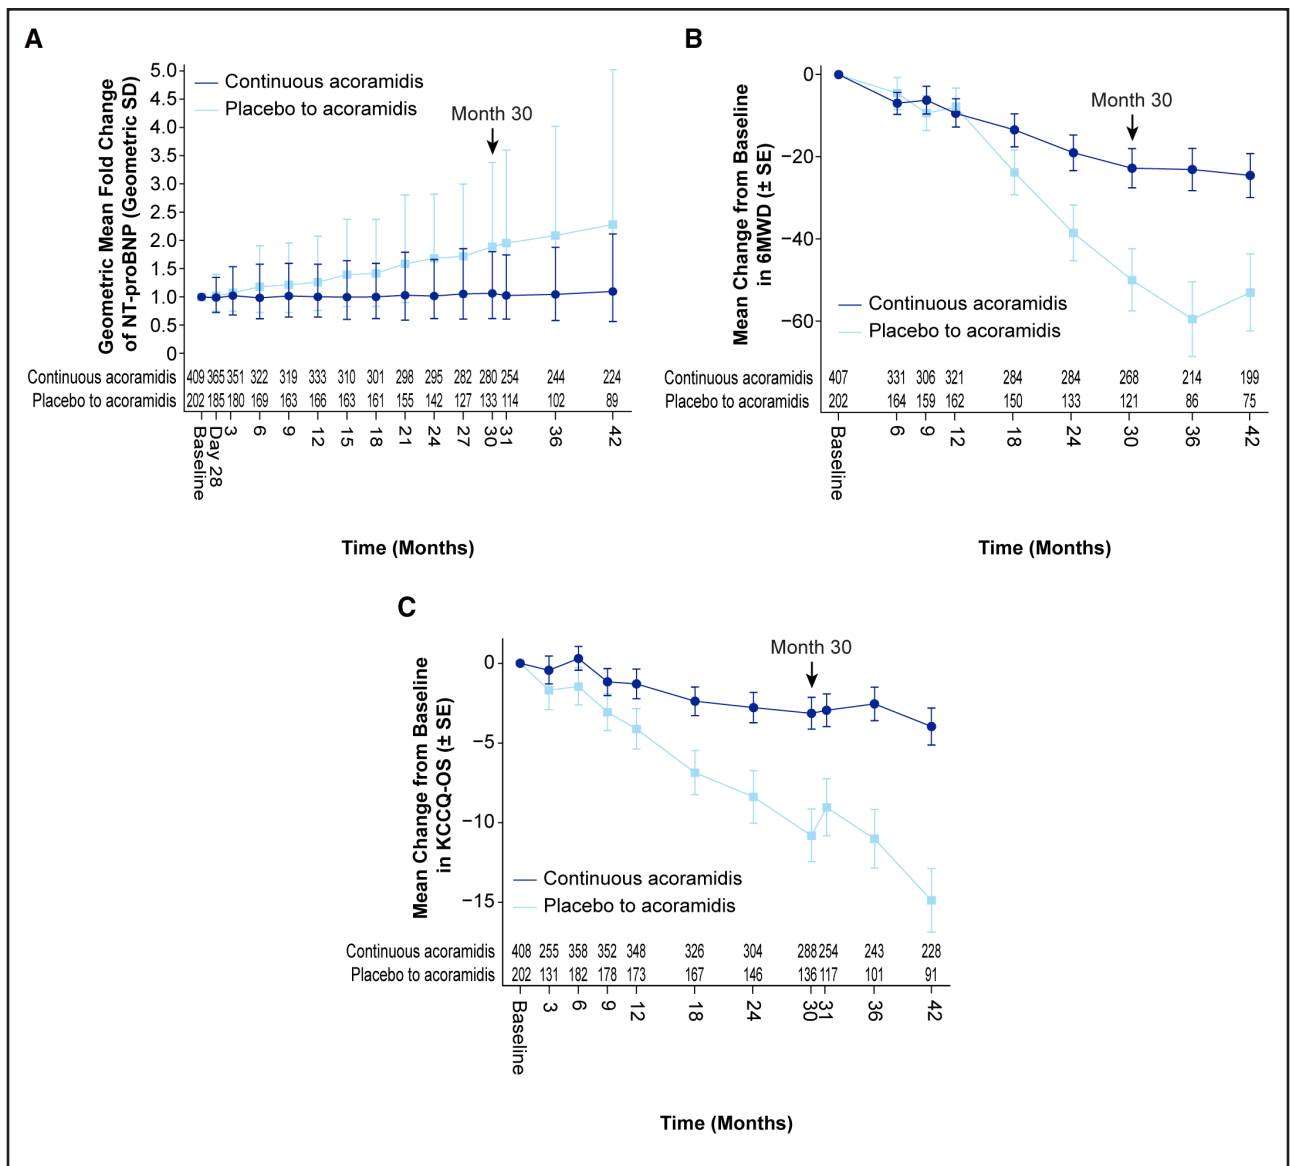 A
Geometric Mean Fold Change
of NT-proBNP (Geometric SD)
5.0
4.5
4.0
3.5
3.0
2.5
2.0
1.5
1.0
0.5
0
Continuous acoramidis
Placebo to acoramidis
Month 30
Continuous acoramidis 409 365 351 322 319 333 310 301 298 295 282 280 254 244 224
Placebo to acoramidis 202 185 180 169 163 166 163 161 155 142 127 133 114 102 89
Baseline Day 28 3 6 9 12 15 18 21 24 27 30 31 36 42
Time (Months)
B
Mean Change from Baseline
in 6MWD (± SE)
0
−20
−40
−60
Month 30
Continuous acoramidis
Placebo to acoramidis
Continuous acoramidis 407 331 306 321 284 284 268 214 199
Placebo to acoramidis 202 164 159 162 150 133 121 86 75
Baseline 6 9 12 18 24 30 36 42
Time (Months)
C
Mean Change from Baseline
in KCCQ-OS (± SE)
0
−5
−10
−15
Month 30
Continuous acoramidis
Placebo to acoramidis
Continuous acoramidis 408 255 358 352 348 326 304 288 254 243 228
Placebo to acoramidis 202 131 182 178 173 167 146 136 117 101 91
Baseline 3 6 9 12 18 24 30 31 36 42
Time (Months)